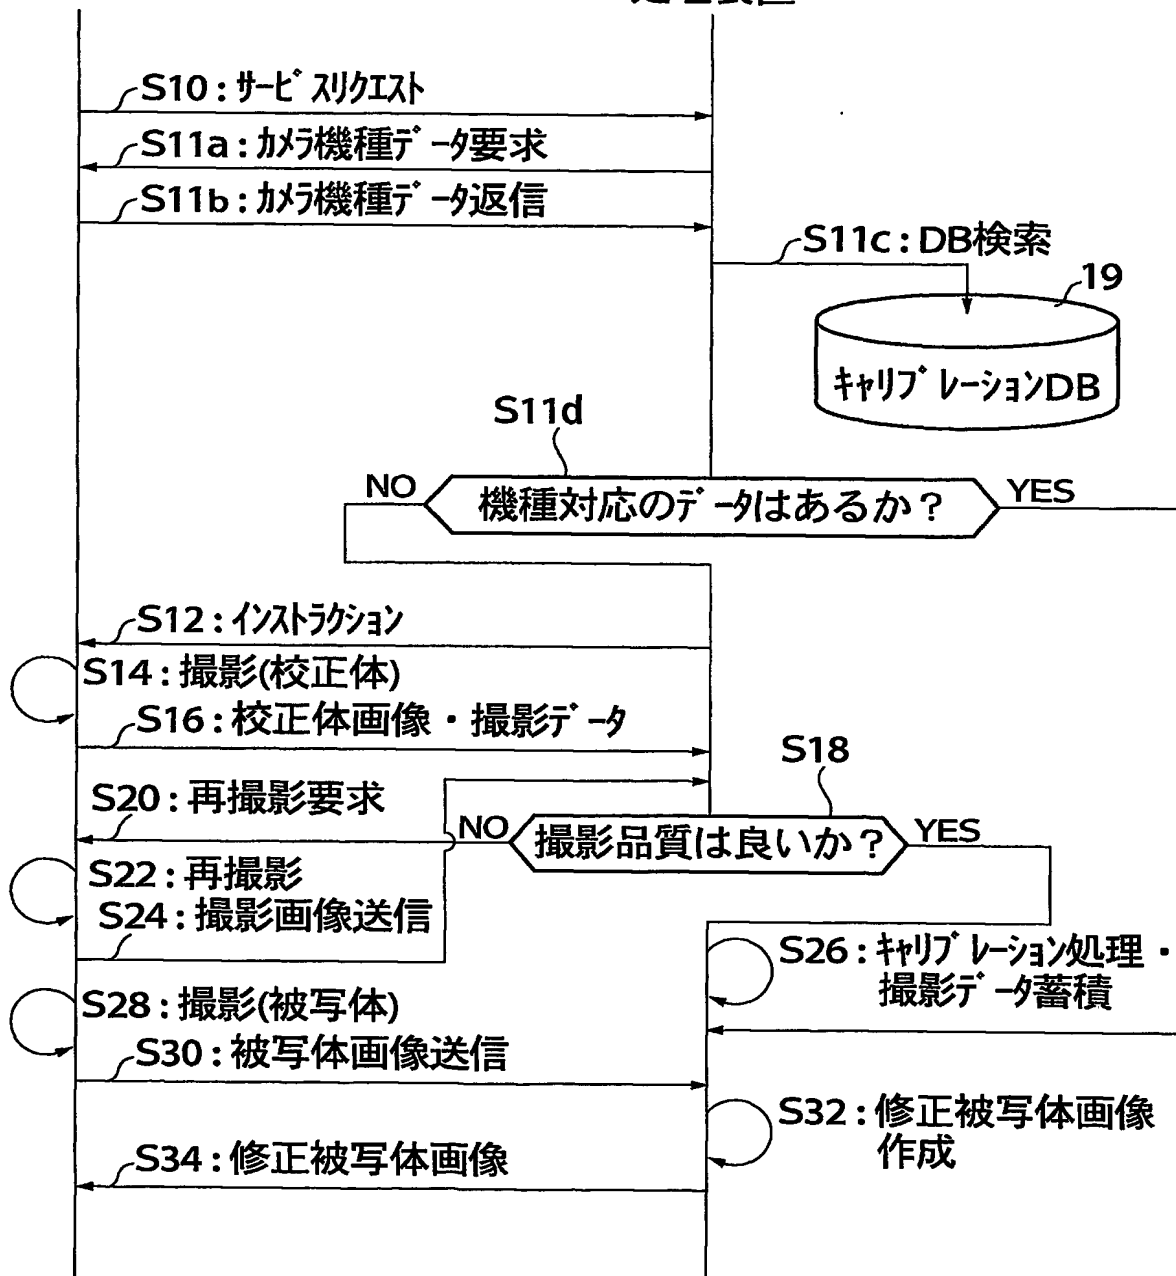 S10:サービスリクエスト
S11a:カメラ機種データ要求
S11b:カメラ機種データ返信
S11c:DB検索
19
キャリブレーションDB
S11d
NO
機種対応のデータはあるか?
YES
S12:インストラクション
S14:撮影(校正体)
S16:校正体画像・撮影データ
S18
S20:再撮影要求
NO
撮影品質は良いか?
YES
S22:再撮影
S24:撮影画像送信
S26:キャリブレーション処理・
撮影データ蓄積
S28:撮影(被写体)
S30:被写体画像送信
S32:修正被写体画像
作成
S34:修正被写体画像